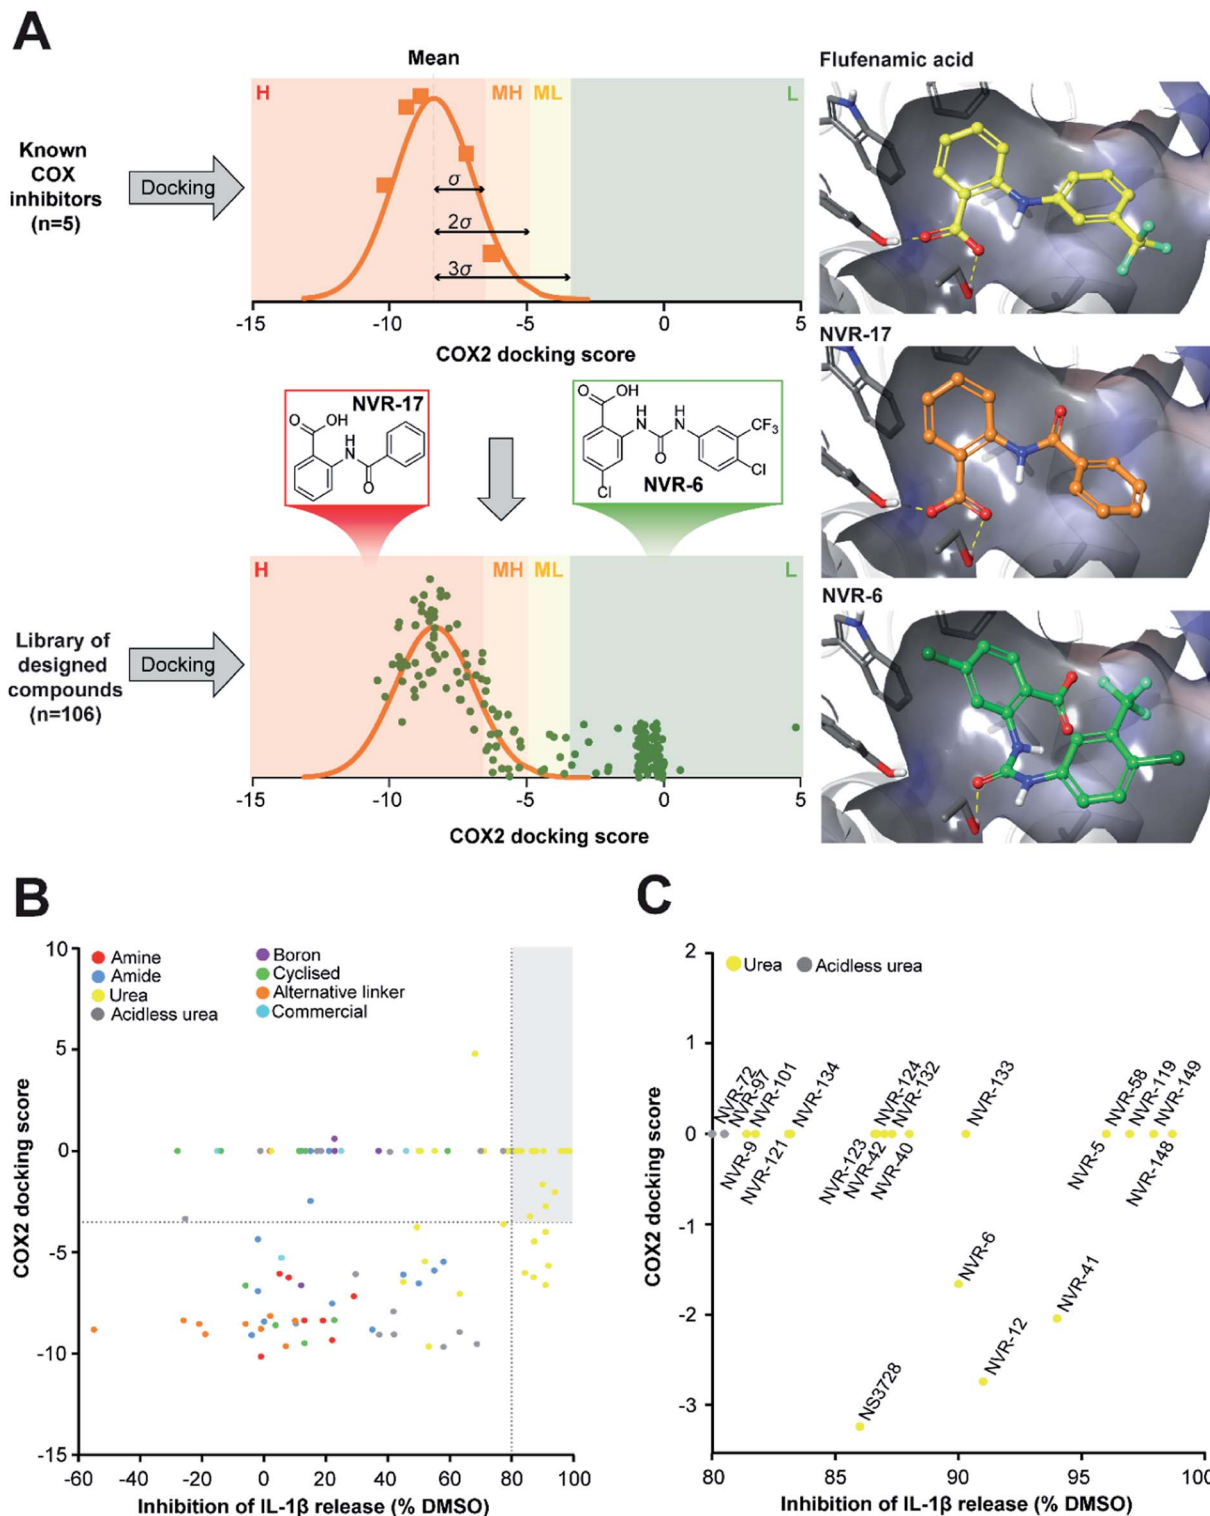 A
Mean
Flufenamic acid
H
MH
ML
L
Known
COX
inhibitors
(n=5)
Docking
σ
2σ
3σ
-15
-10
-5
0
5
COX2 docking score
NVR-17
NVR-17
OH
O
H
N
O
OH
O
H
N
H
N
CF3
O
Cl
Cl
NVR-6
NVR-6
H
MH
ML
L
Library of
designed
compounds
(n=106)
Docking
-15
-10
-5
0
5
COX2 docking score
B
Amine
Amide
Urea
Acidless urea
Boron
Cyclised
Alternative linker
Commercial
COX2 docking score
10
5
0
-5
-10
-15
-60
-40
-20
0
20
40
60
80
100
Inhibition of IL-1β release (% DMSO)
C
Urea
Acidless urea
COX2 docking score
2
1
0
-1
-2
-3
NVR-72
NVR-97
NVR-101
NVR-134
NVR-124
NVR-132
NVR-133
NVR-58
NVR-119
NVR-149
NVR-9
NVR-121
NVR-123
NVR-42
NVR-40
NVR-5
NVR-148
NVR-6
NVR-41
NVR-12
NS3728
80
85
90
95
100
Inhibition of IL-1β release (% DMSO)